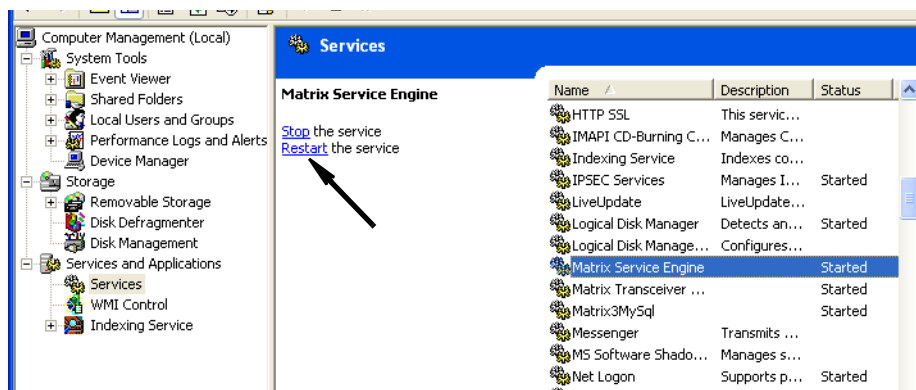 Computer Management (Local)
System Tools
Event Viewer
Shared Folders
Local Users and Groups
Performance Logs and Alerts
Device Manager
Storage
Removable Storage
Disk Defragmenter
Disk Management
Services and Applications
Services
WMI Control
Indexing Service
Services
Matrix Service Engine
Stop the service
Restart the service
Name Description Status
HTTP SSL This servic...
IMAPI CD-Burning C... Manages C...
Indexing Service Indexes co...
IPSEC Services Manages I... Started
LiveUpdate LiveUpdate...
Logical Disk Manager Detects an... Started
Logical Disk Manage... Configures...
Matrix Service Engine Started
Matrix Transceiver ... Started
Matrix3MySql Started
Messenger Transmits ...
MS Software Shado... Manages s...
Net Logon Supports p... Started